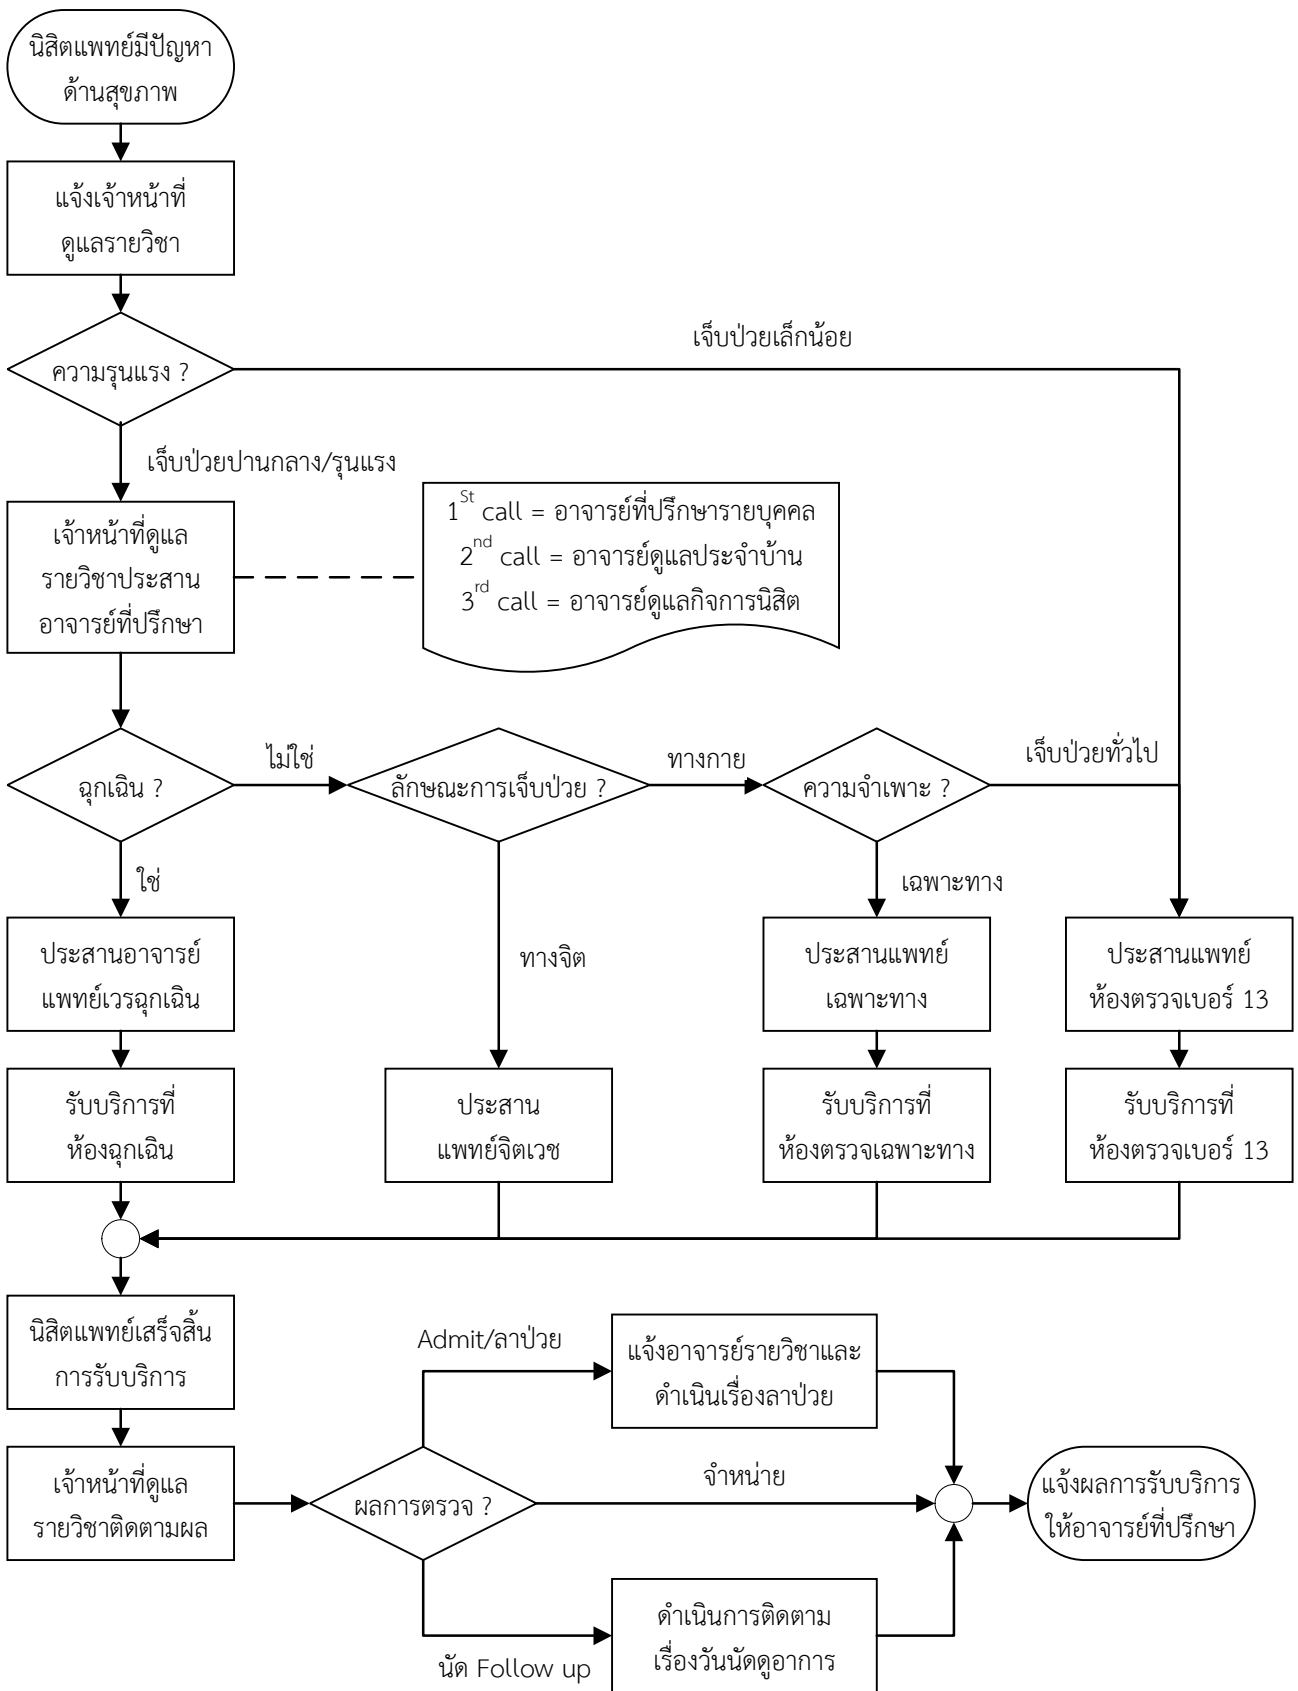 นิสิตแพทย์มีปัญหา
ด้านสุขภาพ
แจ้งเจ้าหน้าที่
ดูแลรายวิชา
เจ็บป่วยเล็กน้อย
ความรุนแรง ?
เจ็บป่วยปานกลาง/รุนแรง
1St call = อาจารย์ที่ปรึกษารายบุคคล
2nd call = อาจารย์ดูแลประจำบ้าน
3rd call = อาจารย์ดูแลกิจการนิสิต
เจ้าหน้าที่ดูแล
รายวิชาประสาน
อาจารย์ที่ปรึกษา
ฉุกเฉิน ?
ไม่ใช่
ลักษณะการเจ็บป่วย ?
ทางกาย
ความจำเพาะ ?
เจ็บป่วยทั่วไป
ใช่
ทางจิต
เฉพาะทาง
ประสานอาจารย์
แพทย์เวรฉุกเฉิน
ประสานแพทย์
เฉพาะทาง
ประสานแพทย์
ห้องตรวจเบอร์ 13
รับบริการที่
ห้องฉุกเฉิน
ประสาน
แพทย์จิตเวช
รับบริการที่
ห้องตรวจเฉพาะทาง
รับบริการที่
ห้องตรวจเบอร์ 13
นิสิตแพทย์เสร็จสิ้น
การรับบริการ
เจ้าหน้าที่ดูแล
รายวิชาติดตามผล
ผลการตรวจ ?
Admit/ลาป่วย
แจ้งอาจารย์รายวิชาและ
ดำเนินเรื่องลาป่วย
จำหน่าย
นัด Follow up
ดำเนินการติดตาม
เรื่องวันนัดดูอาการ
แจ้งผลการรับบริการ
ให้อาจารย์ที่ปรึกษา